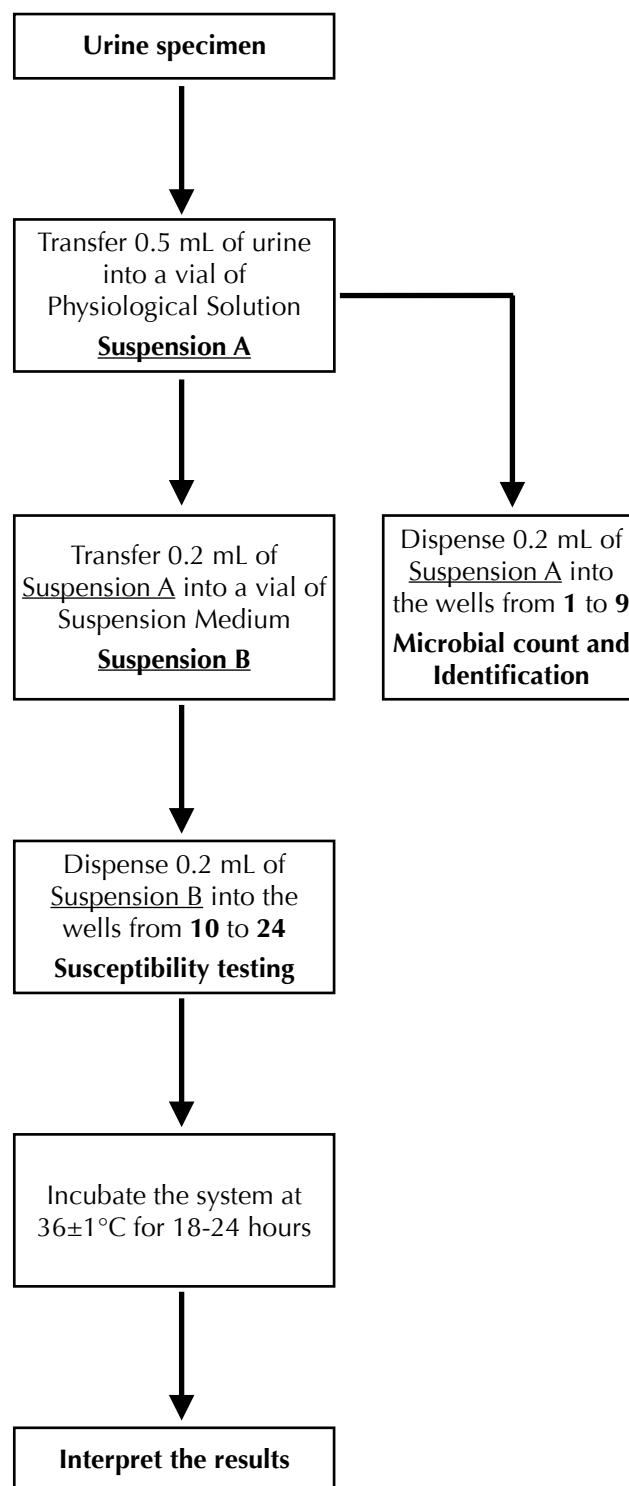 Urine specimen
Transfer 0.5 mL of urine
into a vial of
Physiological Solution
Suspension A
Transfer 0.2 mL of
Suspension A into a vial of
Suspension Medium
Suspension B
Dispense 0.2 mL of
Suspension A into
the wells from 1 to 9
Microbial count and
Identification
Dispense 0.2 mL of
Suspension B into the
wells from 10 to 24
Susceptibility testing
Incubate the system at
36±1°C for 18-24 hours
Interpret the results